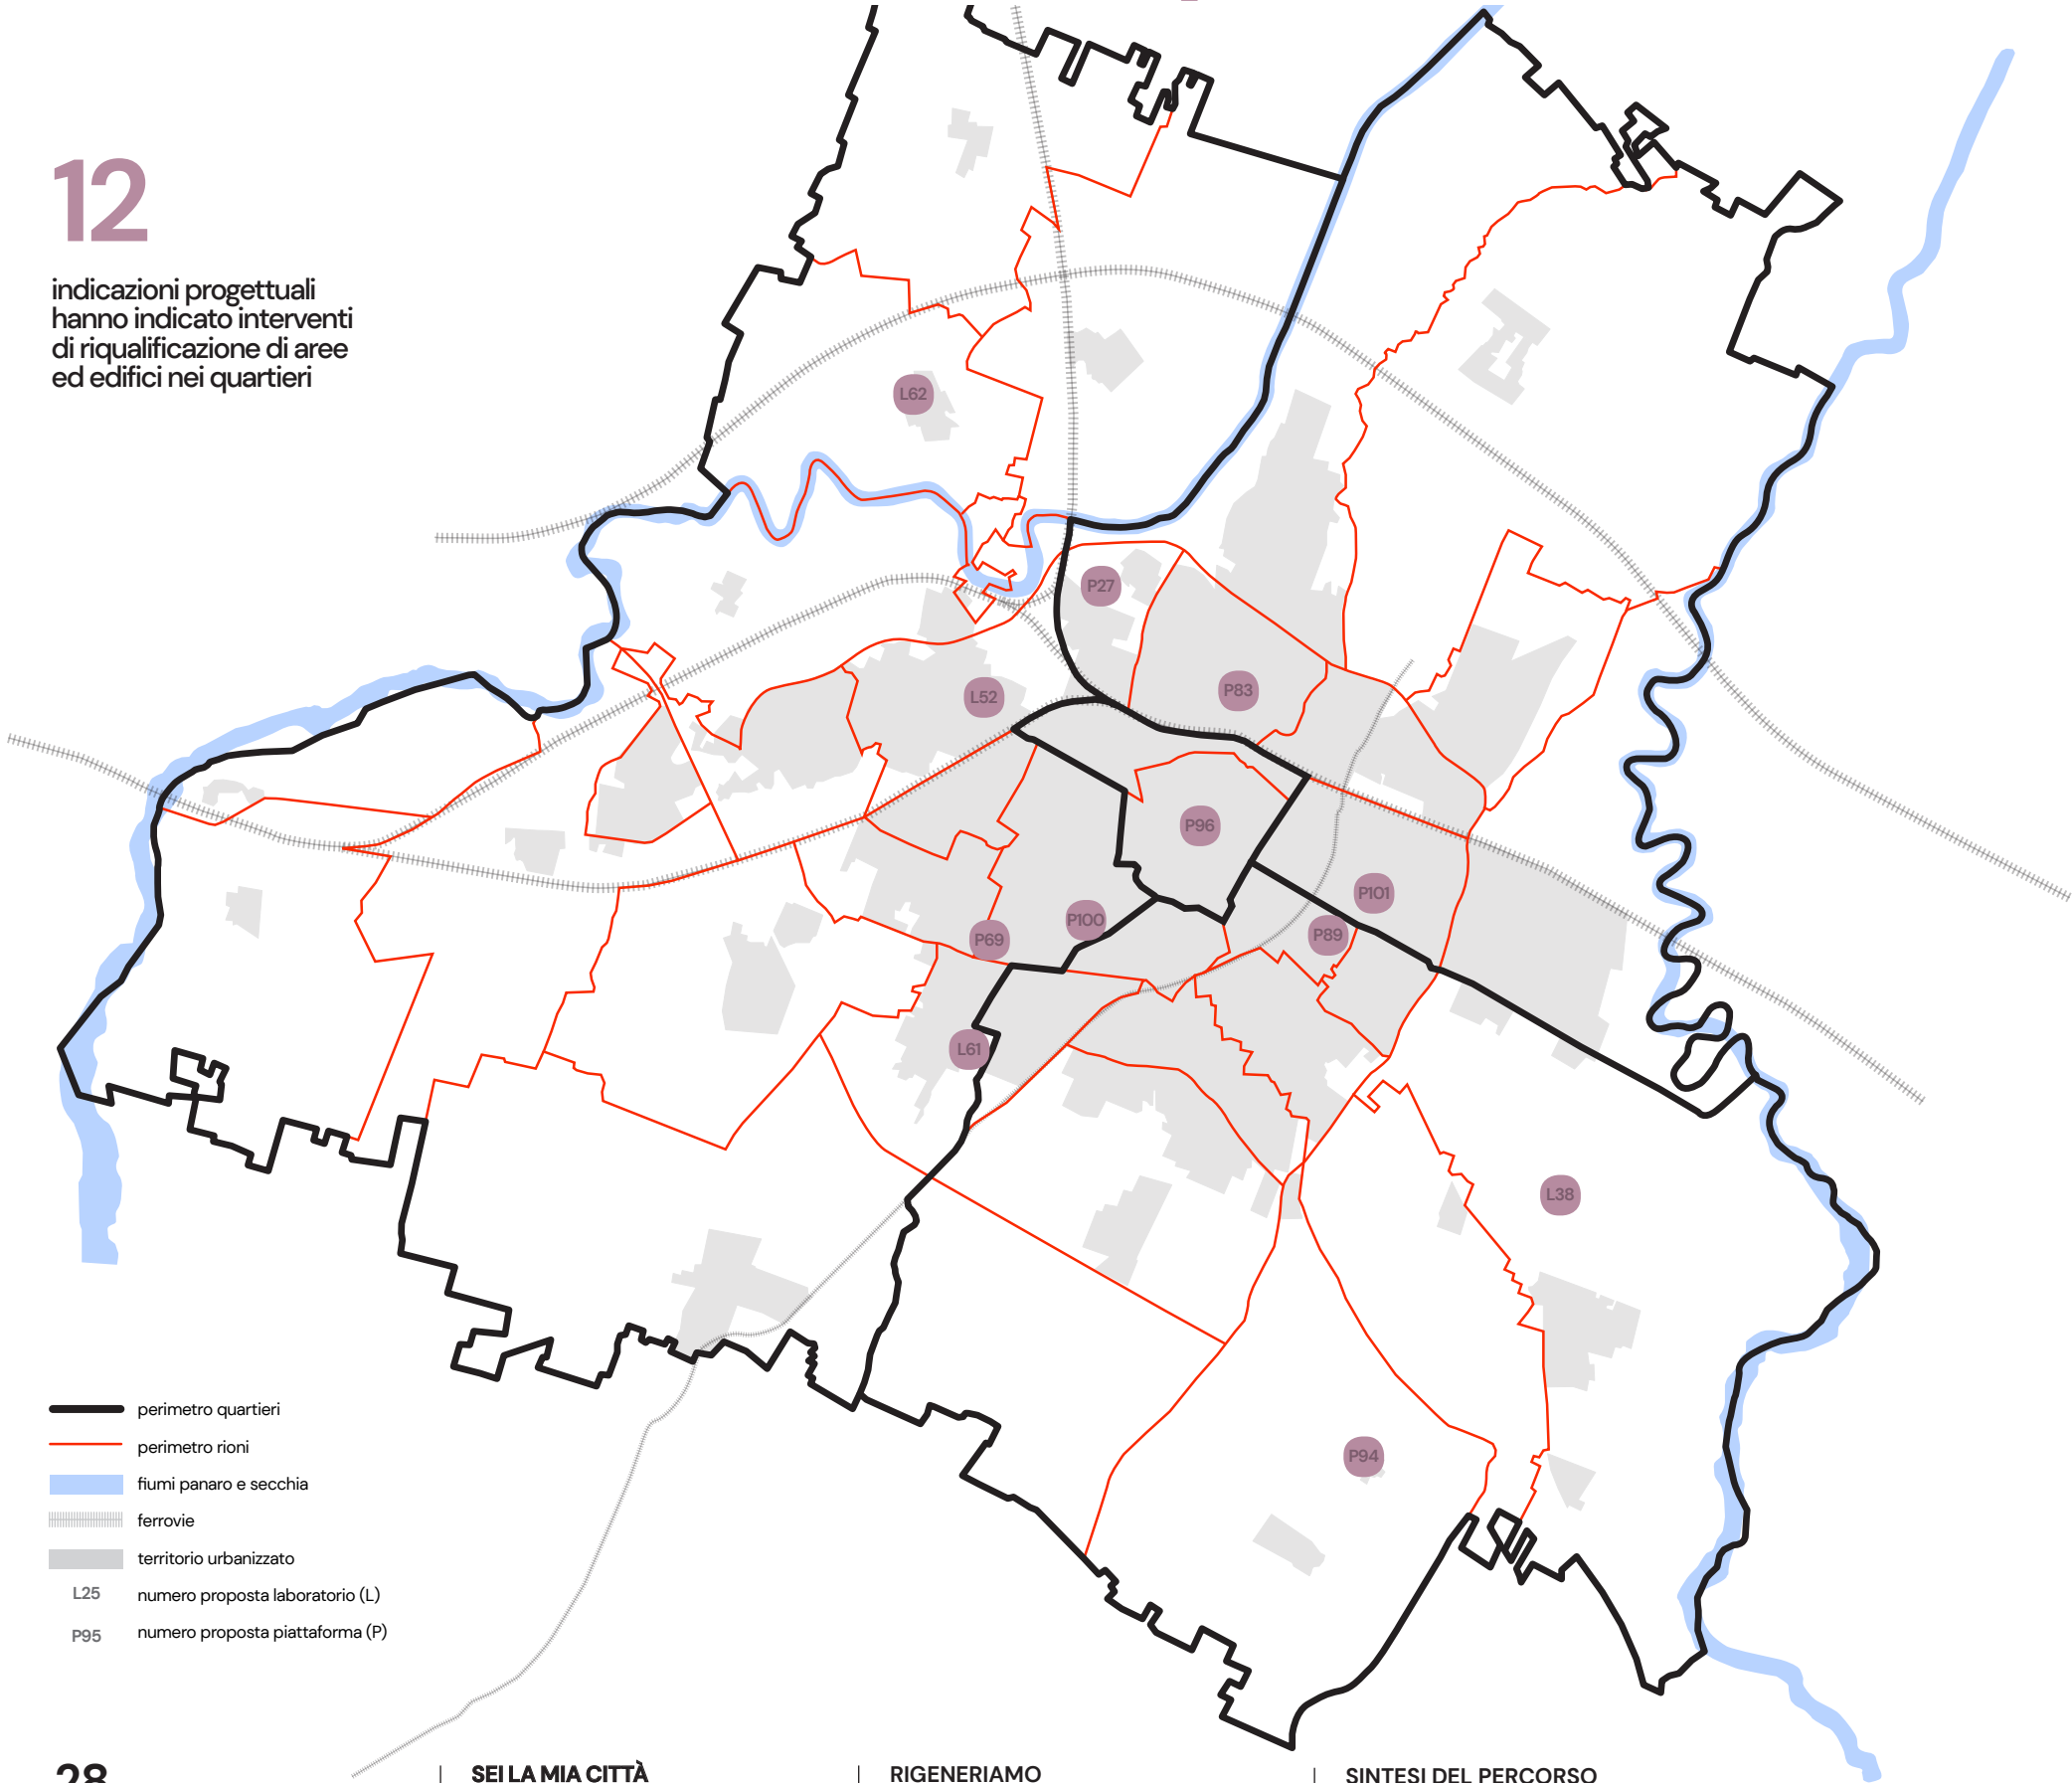 12
indicazioni progettuali
hanno indicato interventi
di riqualificazione di aree
ed edifici nei quartieri
L62
P27
L52
P83
P96
P101
P100
P89
P69
L61
L38
P94
perimetro quartieri
perimetro rioni
fiumi panaro e secchia
ferrovie
territorio urbanizzato
L25 numero proposta laboratorio (L)
P95 numero proposta piattaforma (P)
28
SEI LA MIA CITTÀ
RIGENERIAMO
SINTESI DEL PERCORSO